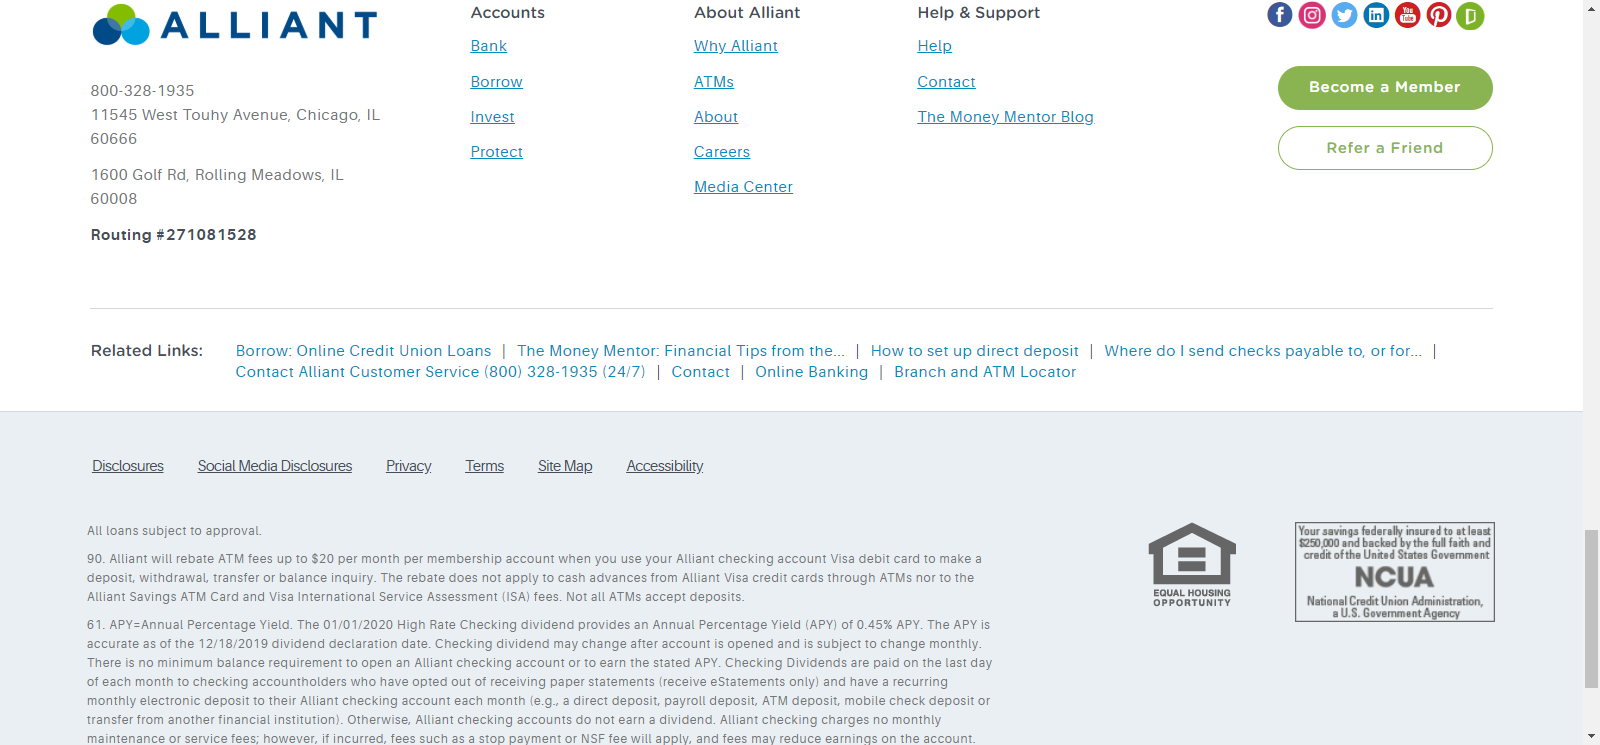 ALLIANT
800-328-1935
11545 West Touhy Avenue, Chicago, IL
60666
1600 Golf Rd, Rolling Meadows, IL
60008
Routing #271081528
Accounts
Bank
Borrow
Invest
Protect
About Alliant
Why Alliant
ATMs
About
Careers
Media Center
Help & Support
Help
Contact
The Money Mentor Blog
You
Tube
Become a Member
Refer a Friend
Related Links: Borrow: Online Credit Union Loans | The Money Mentor: Financial Tips from the... | How to set up direct deposit | Where do I send checks payable to, or for... |
Contact Alliant Customer Service (800) 328-1935 (24/7) | Contact | Online Banking | Branch and ATM Locator
Disclosures Social Media Disclosures Privacy Terms Site Map Accessibility
All loans subject to approval.
90. Alliant will rebate ATM fees up to $20 per month per membership account when you use your Alliant checking account Visa debit card to make a
deposit, withdrawal, transfer or balance inquiry. The rebate does not apply to cash advances from Alliant Visa credit cards through ATMs nor to the
Alliant Savings ATM Card and Visa International Service Assessment (ISA) fees. Not all ATMs accept deposits.
61. APY=Annual Percentage Yield. The 01/01/2020 High Rate Checking dividend provides an Annual Percentage Yield (APY) of 0.45% APY. The APY is
accurate as of the 12/18/2019 dividend declaration date. Checking dividend may change after account is opened and is subject to change monthly.
There is no minimum balance requirement to open an Alliant checking account or to earn the stated APY. Checking Dividends are paid on the last day
of each month to checking accountholders who have opted out of receiving paper statements (receive eStatements only) and have a recurring
monthly electronic deposit to their Alliant checking account each month (e.g., a direct deposit, payroll deposit, ATM deposit, mobile check deposit or
transfer from another financial institution). Otherwise, Alliant checking accounts do not earn a dividend. Alliant checking charges no monthly
maintenance or service fees; however, if incurred, fees such as a stop payment or NSF fee will apply, and fees may reduce earnings on the account.
EQUAL HOUSING
OPPORTUNITY
Your savings federally insured to at least
$250,000 and backed by the full faith and
credit of the United States Government
NCUA
National Credit Union Administration,
a U.S. Government Agency